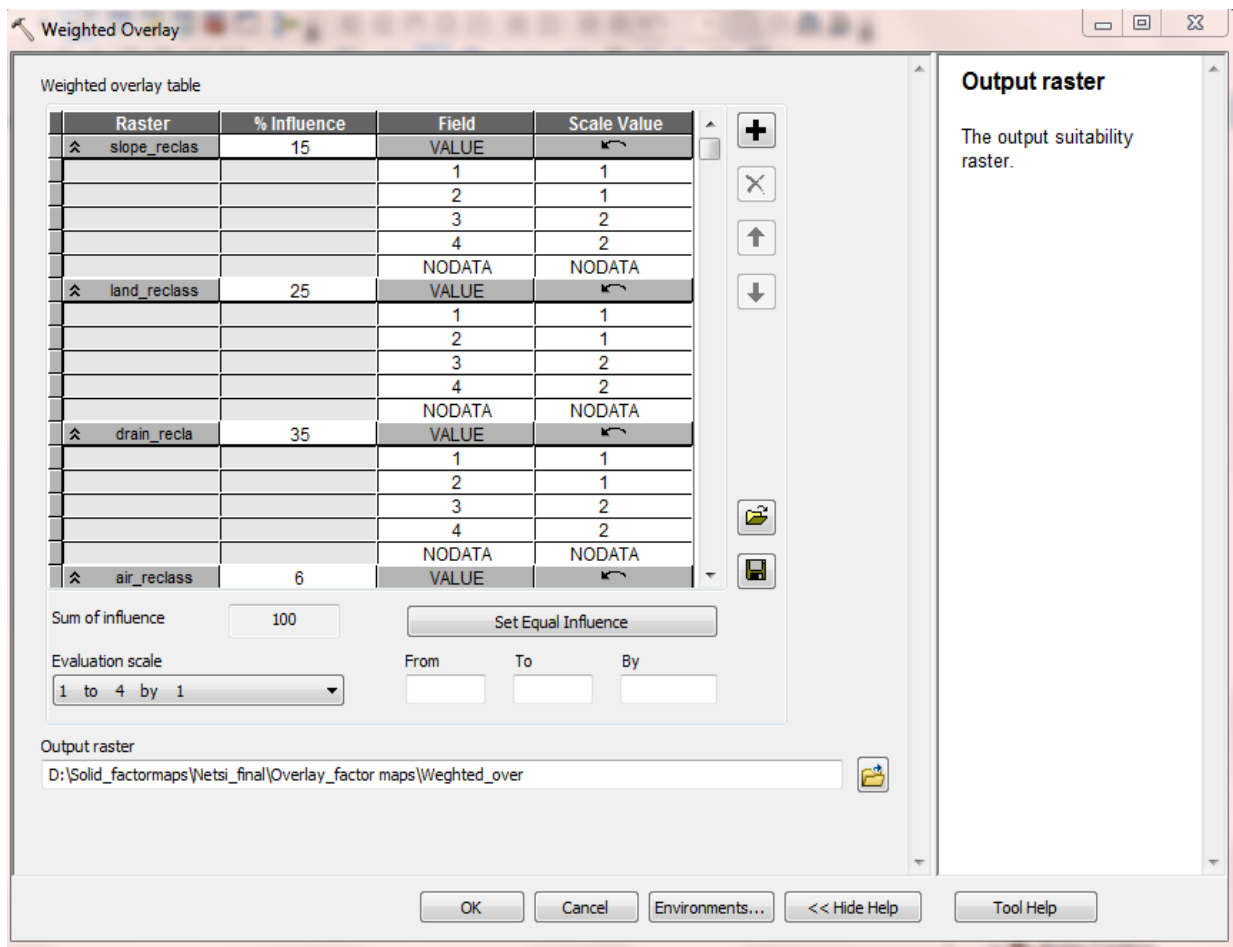 Weighted Overlay
Weighted overlay table
Raster % Influence Field Scale Value
slope_reclas 15 VALUE
1 1
2 1
3 2
4 2
NODATA NODATA
land_reclass 25 VALUE
1 1
2 1
3 2
4 2
NODATA NODATA
drain_recla 35 VALUE
1 1
2 1
3 2
4 2
NODATA NODATA
air_reclass 6 VALUE
Sum of influence 100 Set Equal Influence
Evaluation scale From To By
1 to 4 by 1
Output raster
D:\Solid_factormaps\Netsi_final\Overlay_factor maps\Weghted_over
OK Cancel Environments... << Hide Help Tool Help
Output raster
The output suitability
raster.